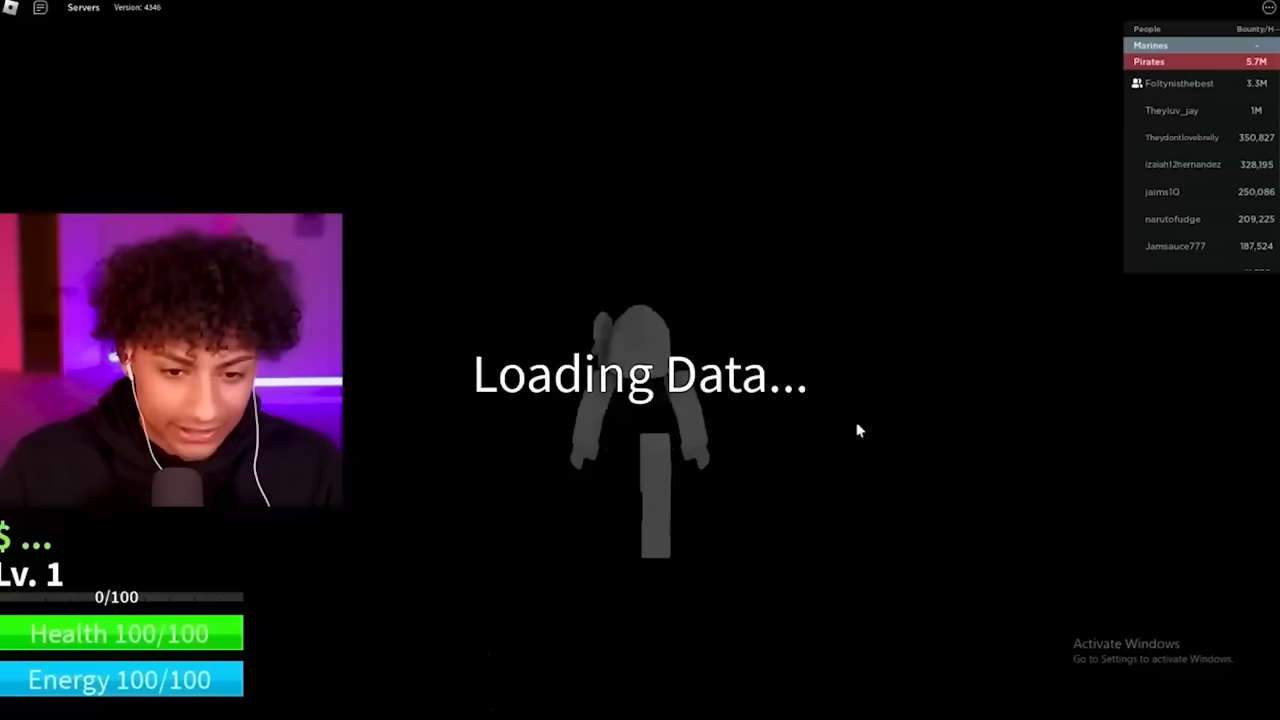 Servers Version: 4346
People Bounty/H
Marines -
Pirates 5.7M
Foltynisthebest 3.3M
Theyluv_jay 1M
Theydontlovebreily 350,827
izaiah12hernandez 328,195
jaims10 250,086
narutofudge 209,225
Jamsauce777 187,524
Loading Data...
$ ...
Lv. 1
0/100
Health 100/100
Energy 100/100
Activate Windows
Go to Settings to activate Windows.